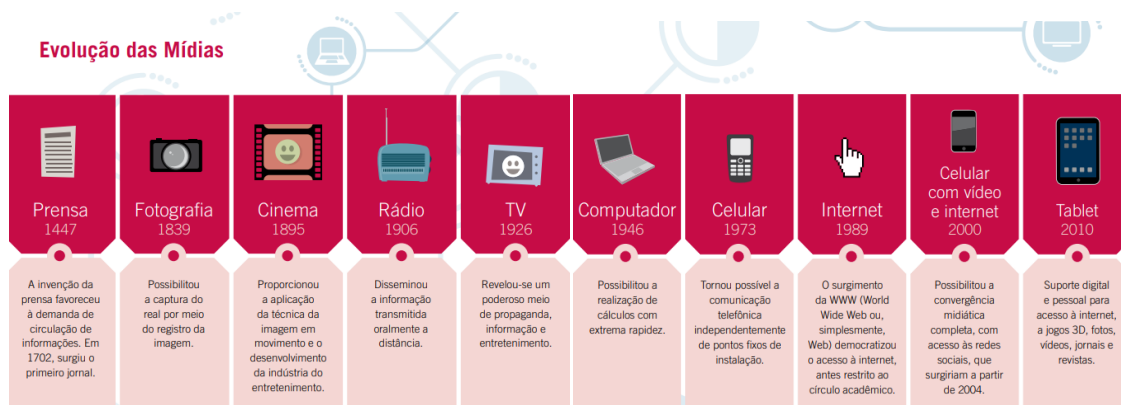 Evolução das Mídias
Prensa
1447
A invenção da
prensa favoreceu
à demanda de
circulação de
informações. Em
1702, surgiu o
primeiro jornal.
Fotografia
1839
Possibilitou
a captura do
real por meio
do registro da
imagem.
Cinema
1895
Proporcionou
a aplicação
da técnica da
imagem em
movimento e o
desenvolvimento
da indústria do
entretenimento.
Rádio
1906
Disseminou
a informação
transmitida
oralmente a
distância.
TV
1926
Revelou-se um
poderoso meio
de propaganda,
informação e
entretenimento.
Computador
1946
Possibilitou a
realização de
cálculos com
extrema rapidez.
Celular
1973
Tornou possível a
comunicação
telefônica
independentemente
de pontos fixos de
instalação.
Internet
1989
O surgimento
da WWW (World
Wide Web ou,
simplesmente,
Web) democratizou
o acesso à internet,
antes restrito ao
círculo acadêmico.
Celular
com vídeo
e internet
2000
Possibilitou a
convergência
midiática
completa, com
acesso às redes
sociais, que
surgiriam a partir
de 2004.
Tablet
2010
Suporte digital
e pessoal para
acesso à internet,
a jogos 3D, fotos,
vídeos, jornais e
revistas.